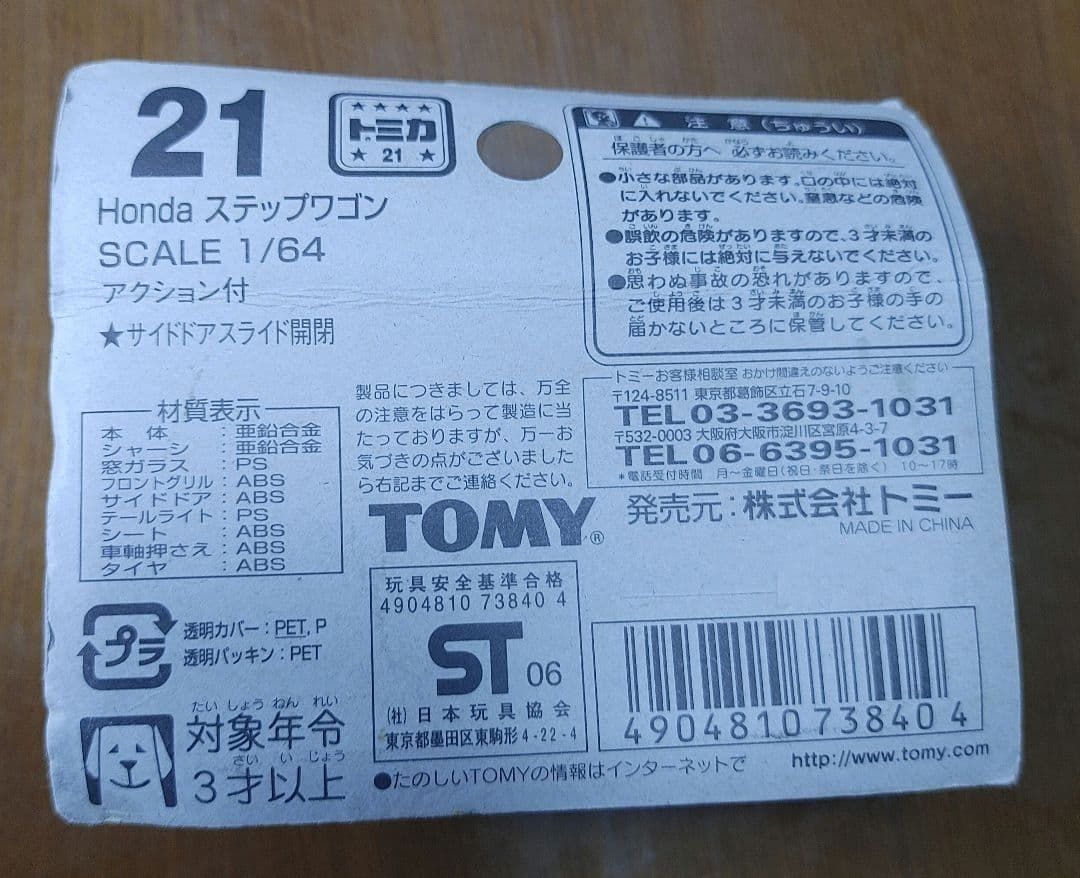 21
トミカ
21
Honda ステップワゴン
SCALE 1/64
アクション付
★サイドドアスライド開閉
注 意 (ちゅうい)
保護者の方へ 必ずお読みください。
●小さな部品があります。口の中には絶対
に入れないでください。窒息などの危険
があります。
●誤飲の危険がありますので、3才未満の
お子様には絶対に与えないでください。
●思わぬ事故の恐れがありますので、
ご使用後は3才未満のお子様の手の
届かないところに保管してください。
材質表示
本体:亜鉛合金
シャーシ:亜鉛合金
窓ガラス:PS
フロントグリル:ABS
サイドドア:ABS
テールライト:PS
シート:ABS
車軸押さえ:ABS
タイヤ:ABS
製品につきましては、万全
の注意をはらって製造に当
たっておりますが、万一お
気づきの点がございました
ら右記までご連絡ください。
トミーお客様相談室 おかけ間違えのないようご注意ください
〒124-8511 東京都葛飾区立石7-9-10
TEL03-3693-1031
〒532-0003 大阪府大阪市淀川区宮原4-3-7
TEL06-6395-1031
*電話受付時間 月~金曜日(祝日・祭日を除く) 10~17時
TOMY®
発売元:株式会社トミー
MADE IN CHINA
プラ
透明カバー:PET, P
透明パッキン:PET
たいしょうねんれい
対象年令
さいいじょう
3才以上
玩具安全基準合格
4904810 73840 4
ST 06
(社)日本玩具協会
東京都墨田区東駒形4-22-4
4904810738404
●たのしいTOMYの情報はインターネットで http://www.tomy.com